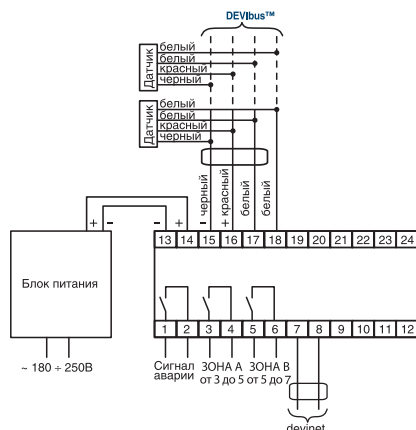 DEVIbus™
Датчик
белый
белый
красный
черный
Датчик
белый
белый
красный
черный
- черный
+ красный
белый
белый
+ - - +
13 14 15 16 17 18 19 20 21 22 23 24
Блок питания
1 2 3 4 5 6 7 8 9 10 11 12
~ 180 ÷ 250В
Сигнал аварии
ЗОНА А от 3 до 5
ЗОНА В от 5 до 7
devinet